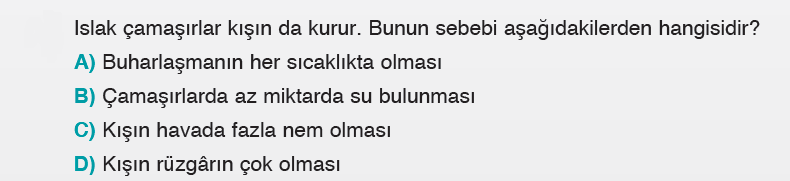 Islak çamaşırlar kışın da kurur. Bunun sebebi aşağıdakilerden hangisidir?
A) Buharlaşmanın her sıcaklıkta olması
B) Çamaşırlarda az miktarda su bulunması
C) Kışın havada fazla nem olması
D) Kışın rüzgârın çok olması